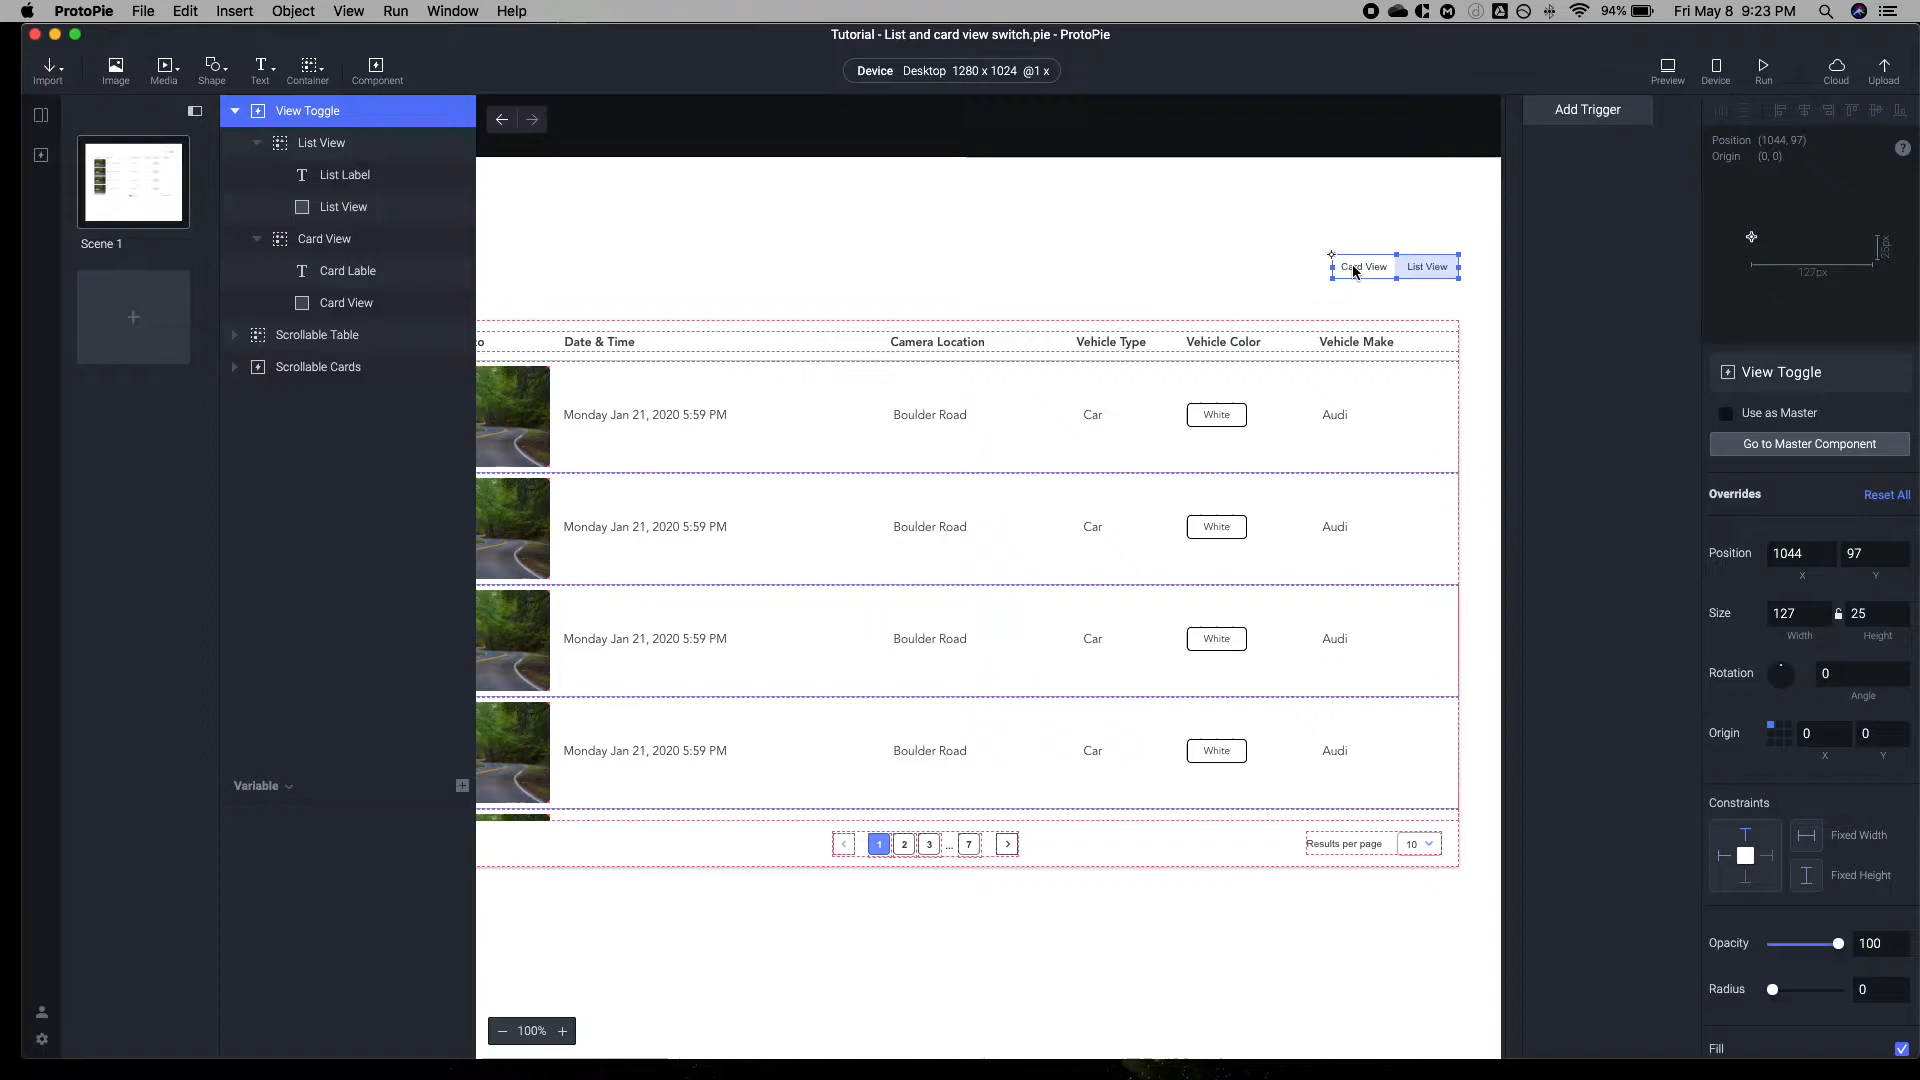 ProtoPie File Edit Insert Object View Run Window Help 94% Fri May 8 9:23 PM
Tutorial - List and card view switch.pie - ProtoPie
Import Image Media Shape Text Container Component
Device Desktop 1280 x 1024 @1 x
Preview Device Run Cloud Upload
Scene 1
View Toggle
List View
List Label
List View
Card View
Card Lable
Card View
Scrollable Table
Scrollable Cards
Variable
Card View List View
to Date & Time Camera Location Vehicle Type Vehicle Color Vehicle Make
Monday Jan 21, 2020 5:59 PM Boulder Road Car White Audi
Monday Jan 21, 2020 5:59 PM Boulder Road Car White Audi
Monday Jan 21, 2020 5:59 PM Boulder Road Car White Audi
Monday Jan 21, 2020 5:59 PM Boulder Road Car White Audi
< 1 2 3 ... 7 > Results per page 10
− 100% +
Add Trigger
Position (1044, 97)
Origin (0, 0)
?
127px
25px
View Toggle
Use as Master
Go to Master Component
Overrides Reset All
Position 1044 97
X Y
Size 127 25
Width Height
Rotation 0
Angle
Origin 0 0
X Y
Constraints
Fixed Width
Fixed Height
Opacity 100
Radius 0
Fill